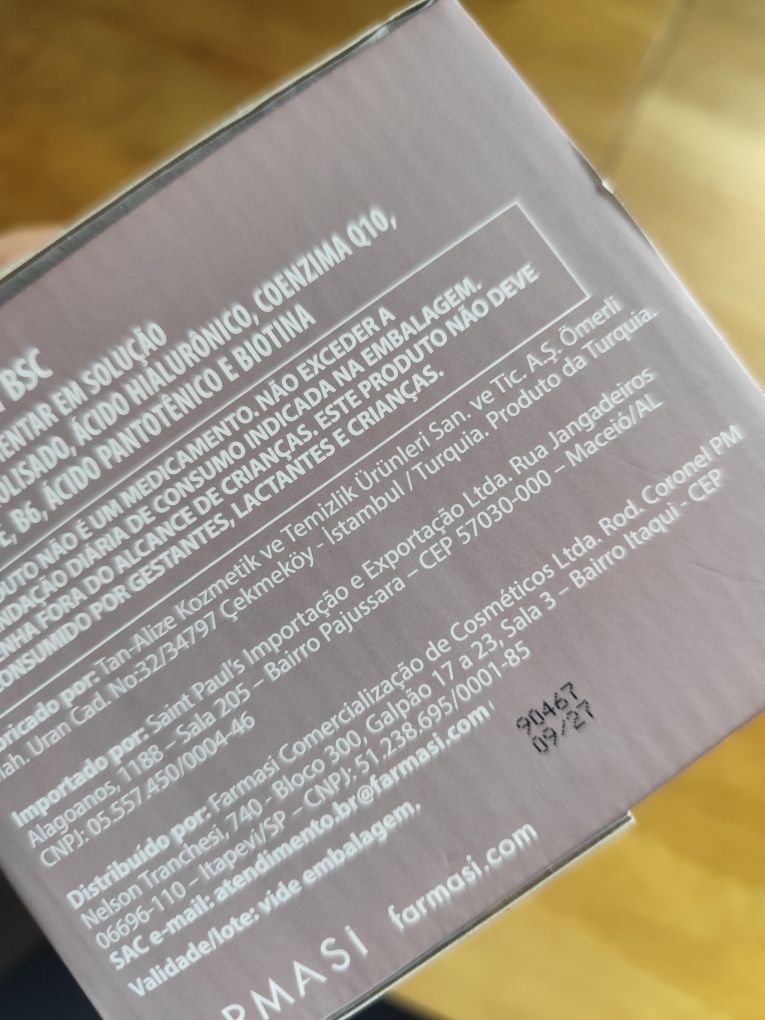 BSC
MENTAR EM SOLUÇÃO
OLISADO, ÁCIDO HIALURÔNICO, COENZIMA Q10,
E, B6, ÁCIDO PANTOTÊNICO E BIOTINA
DUTO NÃO É UM MEDICAMENTO. NÃO EXCEDER A
ENDAÇÃO DIÁRIA DE CONSUMO INDICADA NA EMBALAGEM.
ENHA FORA DO ALCANCE DE CRIANÇAS. ESTE PRODUTO NÃO DEVE
CONSUMIDO POR GESTANTES, LACTANTES E CRIANÇAS.
bricado por: Tan-Alize Kozmetik ve Temizlik Ürünleri San. ve Tic. A.Ş. Ömerli
ah. Uran Cad. No:32/34797 Çekmeköy - İstambul / Turquia. Produto da Turquia.
Importado por: Saint Paul's Importação e Exportação Ltda. Rua Jangadeiros
Alagoanos, 1188 – Sala 205 – Bairro Pajussara – CEP 57030-000 – Maceió/AL
CNPJ: 05.557.450/0004-46
Distribuído por: Farmasi Comercialização de Cosméticos Ltda. Rod. Coronel PM
Nelson Tranchesi, 740 - Bloco 300, Galpão 17 a 23, Sala 3 – Bairro Itaqui - CEP
06696-110 – Itapevi/SP – CNPJ: 51.238.695/0001-85
SAC e-mail: atendimento.br@farmasi.com
Validade/lote: vide embalagem.
90467
09/27
RMASi farmasi.com